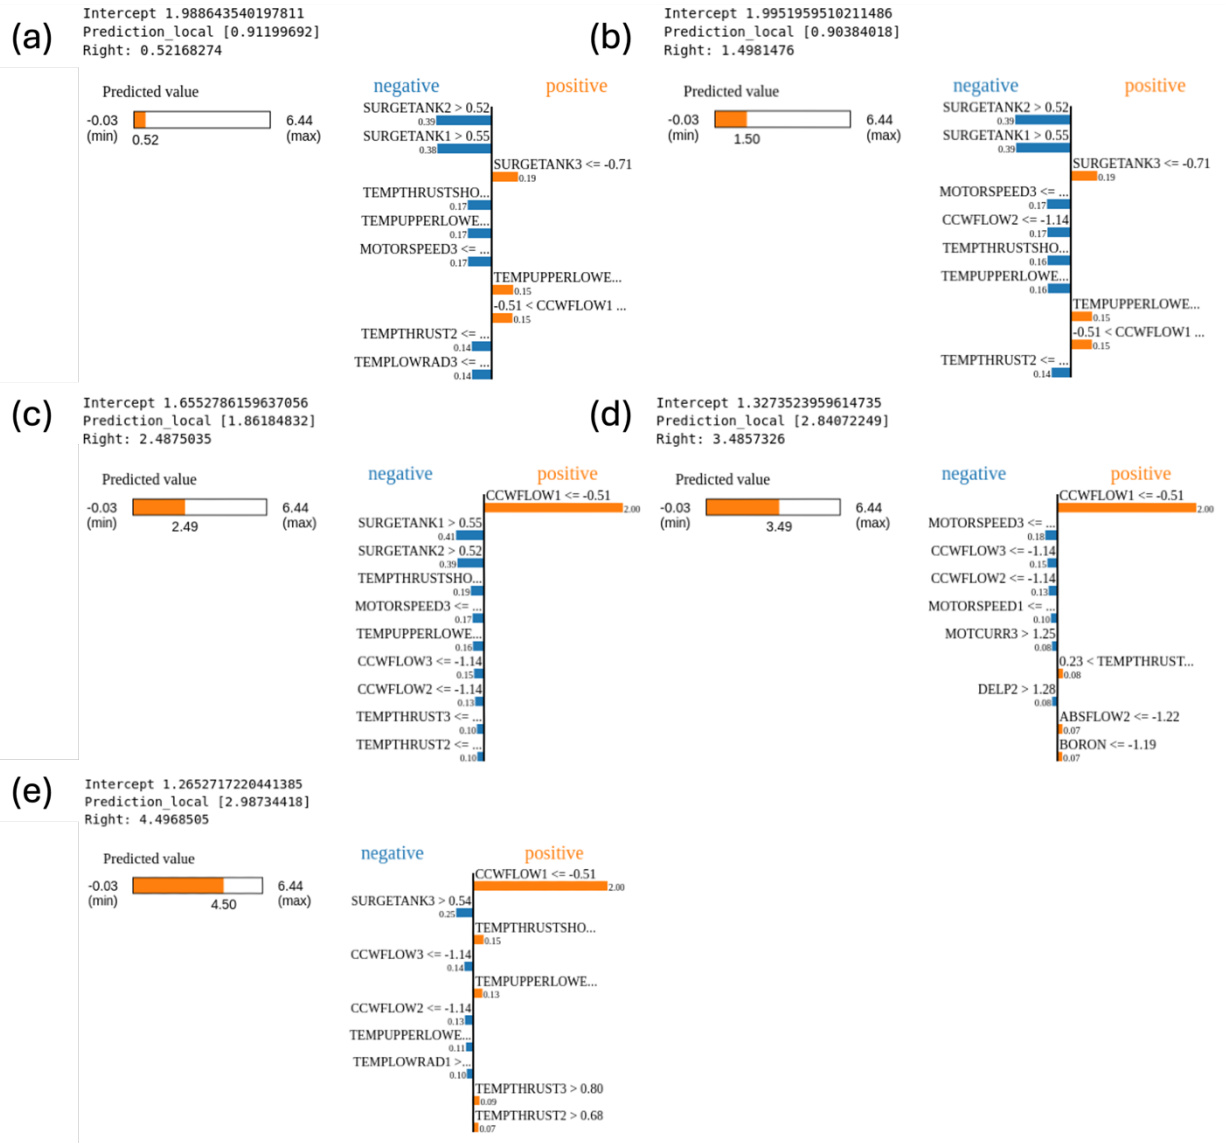 (a)
Intercept 1.988643540197811
Prediction_local [0.91199692]
Right: 0.52168274
Predicted value
-0.03
(min)
0.52
6.44
(max)
negative
positive
SURGETANK2 > 0.52
0.39
SURGETANK1 > 0.55
0.38
SURGETANK3 <= -0.71
0.19
TEMPTHRUSTSHO...
0.17
TEMPUPPERLOWE...
0.17
MOTORSPEED3 <= ...
0.17
TEMPUPPERLOWE...
0.15
-0.51 < CCWFLOW1 ...
0.15
TEMPTHRUST2 <= ...
0.14
TEMPLOWRAD3 <= ...
0.14
(b)
Intercept 1.9951959510211486
Prediction_local [0.90384018]
Right: 1.4981476
Predicted value
-0.03
(min)
1.50
6.44
(max)
negative
positive
SURGETANK2 > 0.52
0.39
SURGETANK1 > 0.55
0.39
SURGETANK3 <= -0.71
0.19
MOTORSPEED3 <= ...
0.17
CCWFLOW2 <= -1.14
0.17
TEMPTHRUSTSHO...
0.16
TEMPUPPERLOWE...
0.16
TEMPUPPERLOWE...
0.15
-0.51 < CCWFLOW1 ...
0.15
TEMPTHRUST2 <= ...
0.14
(c)
Intercept 1.6552786159637056
Prediction_local [1.86184832]
Right: 2.4875035
Predicted value
-0.03
(min)
2.49
6.44
(max)
negative
positive
CCWFLOW1 <= -0.51
2.00
SURGETANK1 > 0.55
0.41
SURGETANK2 > 0.52
0.39
TEMPTHRUSTSHO...
0.19
MOTORSPEED3 <= ...
0.17
TEMPUPPERLOWE...
0.16
CCWFLOW3 <= -1.14
0.15
CCWFLOW2 <= -1.14
0.13
TEMPTHRUST3 <= ...
0.10
TEMPTHRUST2 <= ...
0.10
(d)
Intercept 1.3273523959614735
Prediction_local [2.84072249]
Right: 3.4857326
Predicted value
-0.03
(min)
3.49
6.44
(max)
negative
positive
CCWFLOW1 <= -0.51
2.00
MOTORSPEED3 <= ...
0.18
CCWFLOW3 <= -1.14
0.15
CCWFLOW2 <= -1.14
0.13
MOTORSPEED1 <= ...
0.10
MOTCURR3 > 1.25
0.08
0.23 < TEMPTHRUST...
0.08
DELP2 > 1.28
0.08
ABSFLOW2 <= -1.22
0.07
BORON <= -1.19
0.07
(e)
Intercept 1.2652717220441385
Prediction_local [2.98734418]
Right: 4.4968505
Predicted value
-0.03
(min)
4.50
6.44
(max)
negative
positive
CCWFLOW1 <= -0.51
2.00
SURGETANK3 > 0.54
0.25
TEMPTHRUSTSHO...
0.15
CCWFLOW3 <= -1.14
0.14
TEMPUPPERLOWE...
0.13
CCWFLOW2 <= -1.14
0.13
TEMPUPPERLOWE...
0.11
TEMPLOWRAD1 >...
0.10
TEMPTHRUST3 > 0.80
0.09
TEMPTHRUST2 > 0.68
0.07